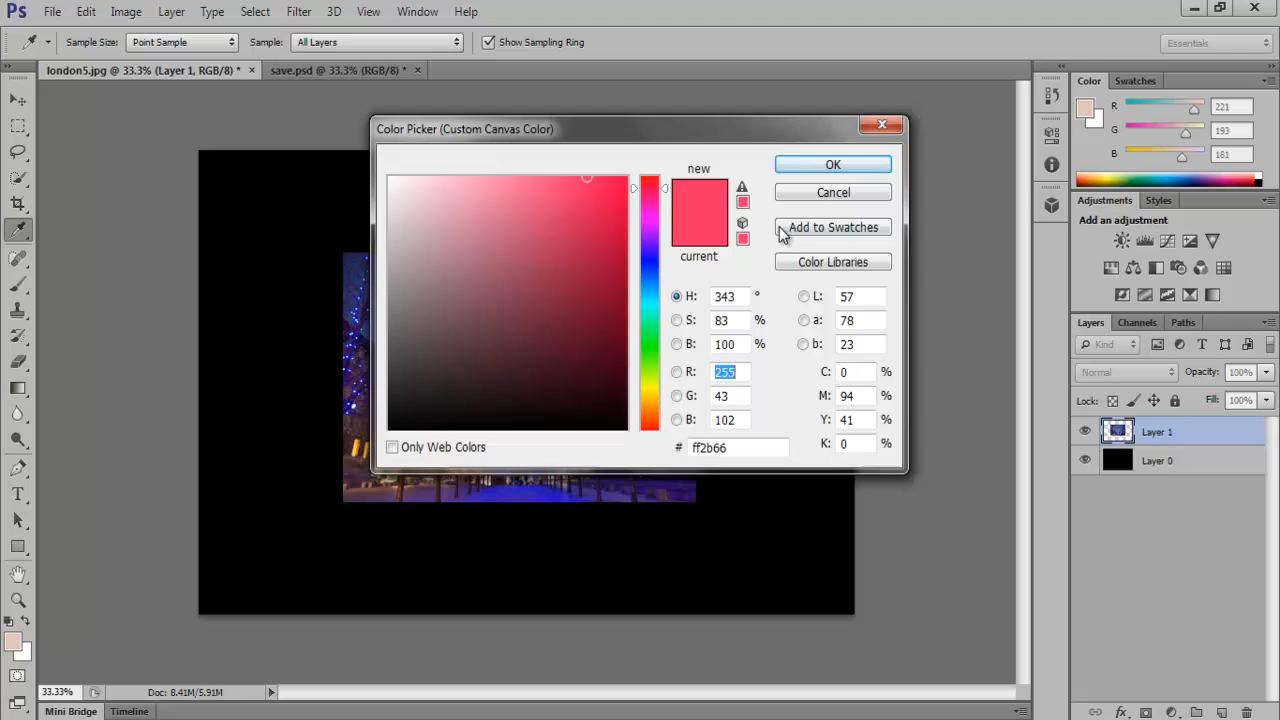 Ps File Edit Image Layer Type Select Filter 3D View Window Help
Sample Size: Point Sample Sample: All Layers Show Sampling Ring Essentials
london5.jpg @ 33.3% (Layer 1, RGB/8) * × save.psd @ 33.3% (RGB/8) * ×
Color Swatches
R 221
G 193
B 181
Adjustments Styles
Add an adjustment
Layers Channels Paths
Kind
Normal Opacity: 100%
Lock: Fill: 100%
Layer 1
Layer 0
Color Picker (Custom Canvas Color)
new
current
OK
Cancel
Add to Swatches
Color Libraries
H: 343 ° L: 57
S: 83 % a: 78
B: 100 % b: 23
R: 255 C: 0 %
G: 43 M: 94 %
B: 102 Y: 41 %
# ff2b66 K: 0 %
Only Web Colors
33.33% Doc: 8.41M/5.91M
Mini Bridge Timeline